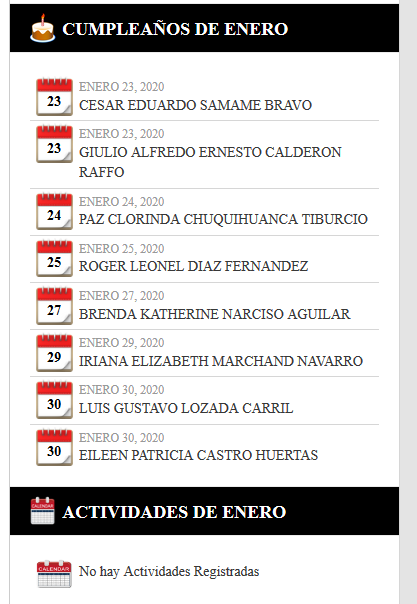 CUMPLEAÑOS DE ENERO
23
ENERO 23, 2020
CESAR EDUARDO SAMAME BRAVO
23
ENERO 23, 2020
GIULIO ALFREDO ERNESTO CALDERON
RAFFO
24
ENERO 24, 2020
PAZ CLORINDA CHUQUIHUANCA TIBURCIO
25
ENERO 25, 2020
ROGER LEONEL DIAZ FERNANDEZ
27
ENERO 27, 2020
BRENDA KATHERINE NARCISO AGUILAR
29
ENERO 29, 2020
IRIANA ELIZABETH MARCHAND NAVARRO
30
ENERO 30, 2020
LUIS GUSTAVO LOZADA CARRIL
30
ENERO 30, 2020
EILEEN PATRICIA CASTRO HUERTAS
CALENDAR
ACTIVIDADES DE ENERO
CALENDAR
No hay Actividades Registradas